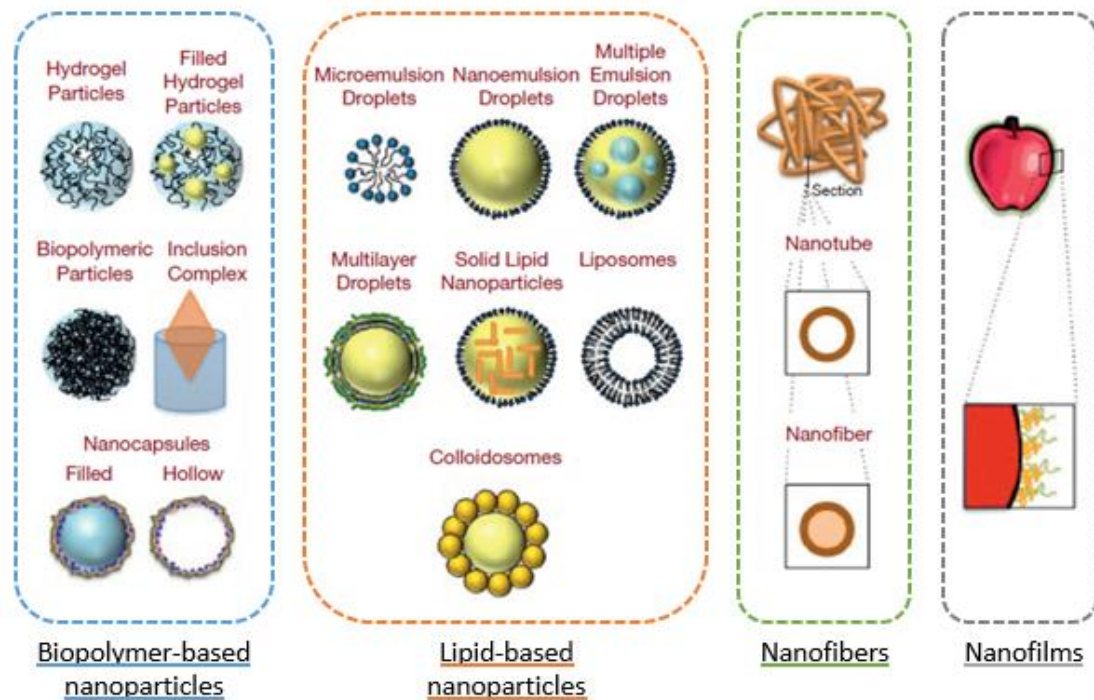 Hydrogel
Particles
Filled
Hydrogel
Particles
Biopolymeric
Particles
Inclusion
Complex
Nanocapsules
Filled
Hollow
Biopolymer-based
nanoparticles
Microemulsion
Droplets
Nanoemulsion
Droplets
Multiple
Emulsion
Droplets
Multilayer
Droplets
Solid Lipid
Nanoparticles
Liposomes
Colloidosomes
Lipid-based
nanoparticles
Section
Nanotube
Nanofiber
Nanofibers
Nanofilms